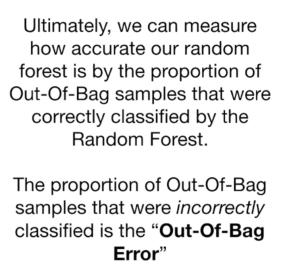 Ultimately, we can measure
how accurate our random
forest is by the proportion of
Out-Of-Bag samples that were
correctly classified by the
Random Forest.
The proportion of Out-Of-Bag
samples that were incorrectly
classified is the “Out-Of-Bag
Error”